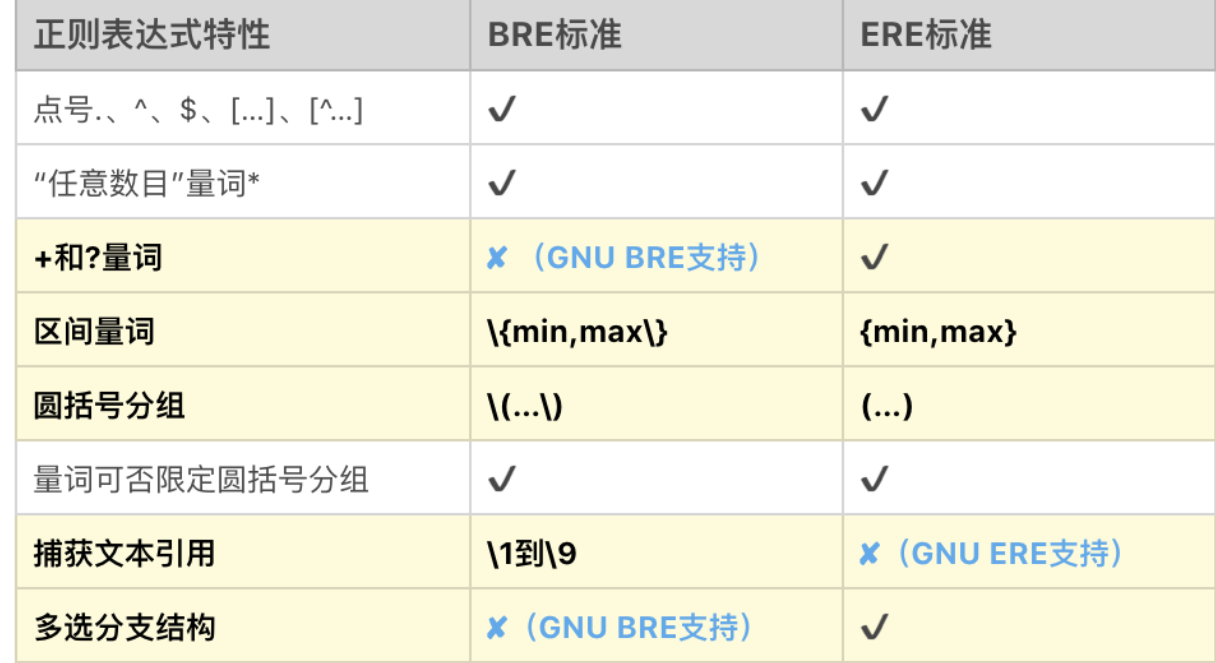 正则表达式特性 BRE标准 ERE标准
点号.、^、$、[...]、[^...] ✔ ✔
“任意数目”量词* ✔ ✔
+和?量词 ✘（GNU BRE支持） ✔
区间量词 \{min,max\} {min,max}
圆括号分组 \(...\) (...)
量词可否限定圆括号分组 ✔ ✔
捕获文本引用 \1到\9 ✘（GNU ERE支持）
多选分支结构 ✘（GNU BRE支持） ✔